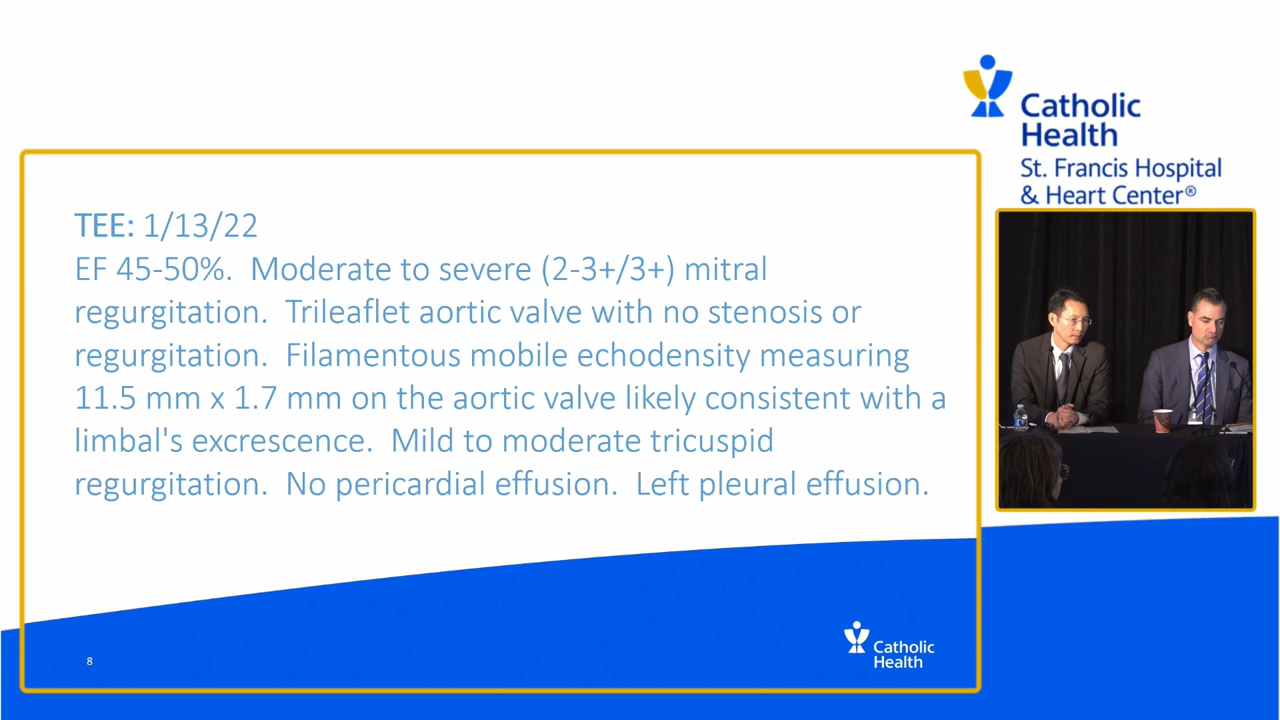 Catholic
Health
St. Francis Hospital
& Heart Center®
TEE: 1/13/22
EF 45-50%. Moderate to severe (2-3+/3+) mitral
regurgitation. Trileaflet aortic valve with no stenosis or
regurgitation. Filamentous mobile echodensity measuring
11.5 mm x 1.7 mm on the aortic valve likely consistent with a
limbal's excrescence. Mild to moderate tricuspid
regurgitation. No pericardial effusion. Left pleural effusion.
8
Catholic
Health